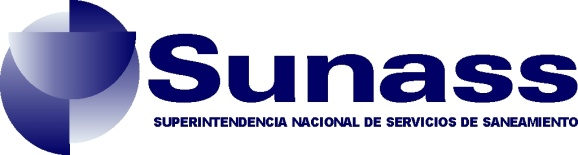 Sunass
SUPERINTENDENCIA NACIONAL DE SERVICIOS DE SANEAMIENTO